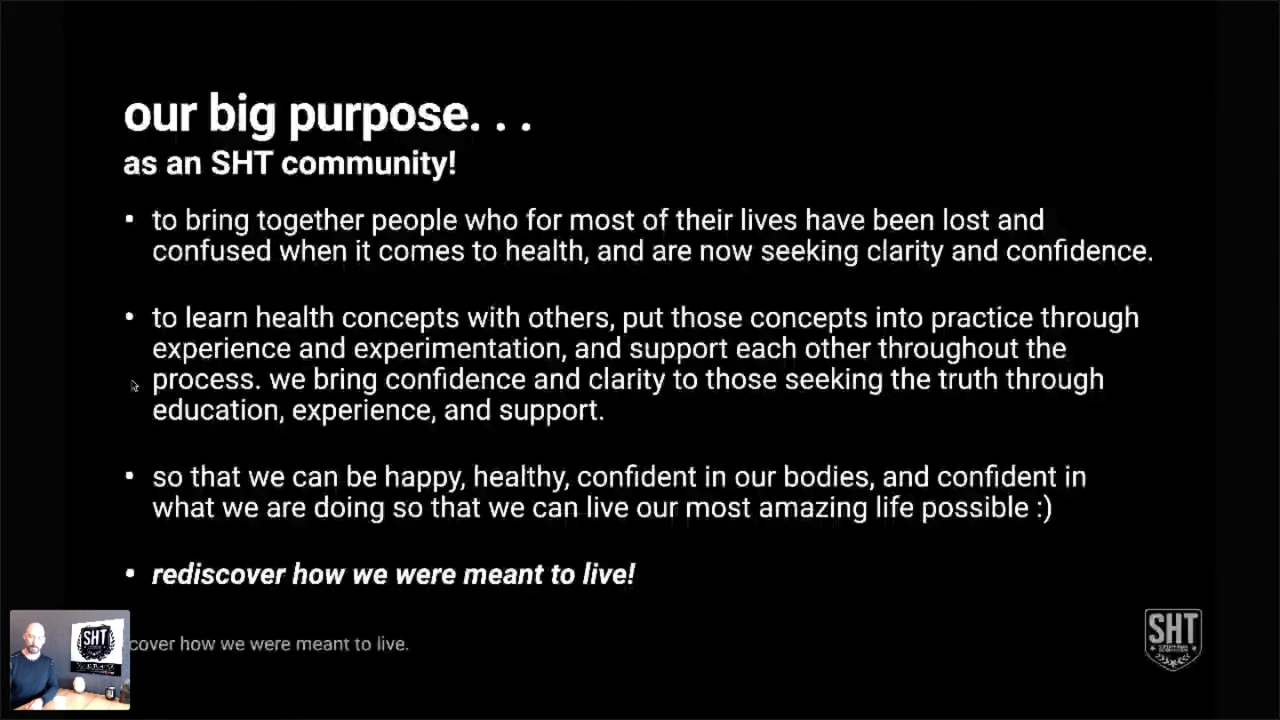 our big purpose. . .
as an SHT community!
• to bring together people who for most of their lives have been lost and
confused when it comes to health, and are now seeking clarity and confidence.
• to learn health concepts with others, put those concepts into practice through
experience and experimentation, and support each other throughout the
process. we bring confidence and clarity to those seeking the truth through
education, experience, and support.
• so that we can be happy, healthy, confident in our bodies, and confident in
what we are doing so that we can live our most amazing life possible :)
• rediscover how we were meant to live!
cover how we were meant to live.
SHT
SHT